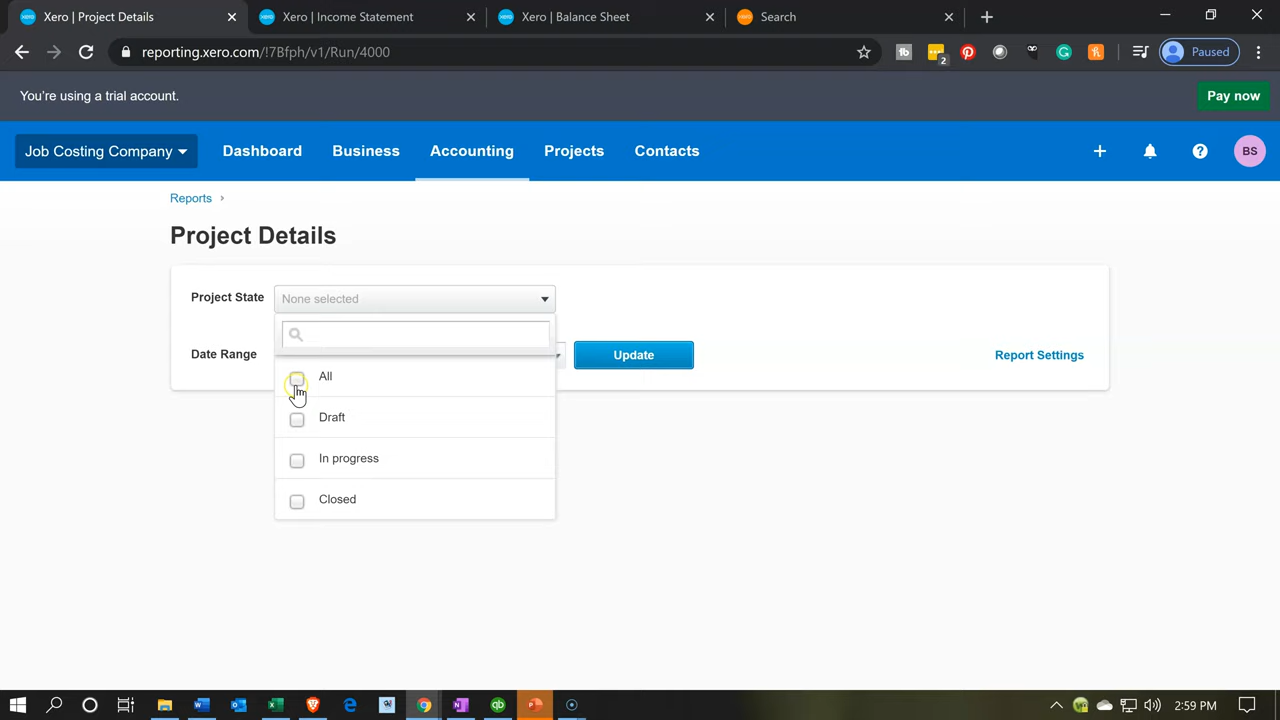 Xero | Project Details
Xero | Income Statement
Xero | Balance Sheet
Search
reporting.xero.com/!7Bfph/v1/Run/4000
2
Paused
You're using a trial account.
Pay now
Job Costing Company
Dashboard
Business
Accounting
Projects
Contacts
BS
Reports
Project Details
Project State
None selected
Date Range
Update
Report Settings
All
Draft
In progress
Closed
2:59 PM